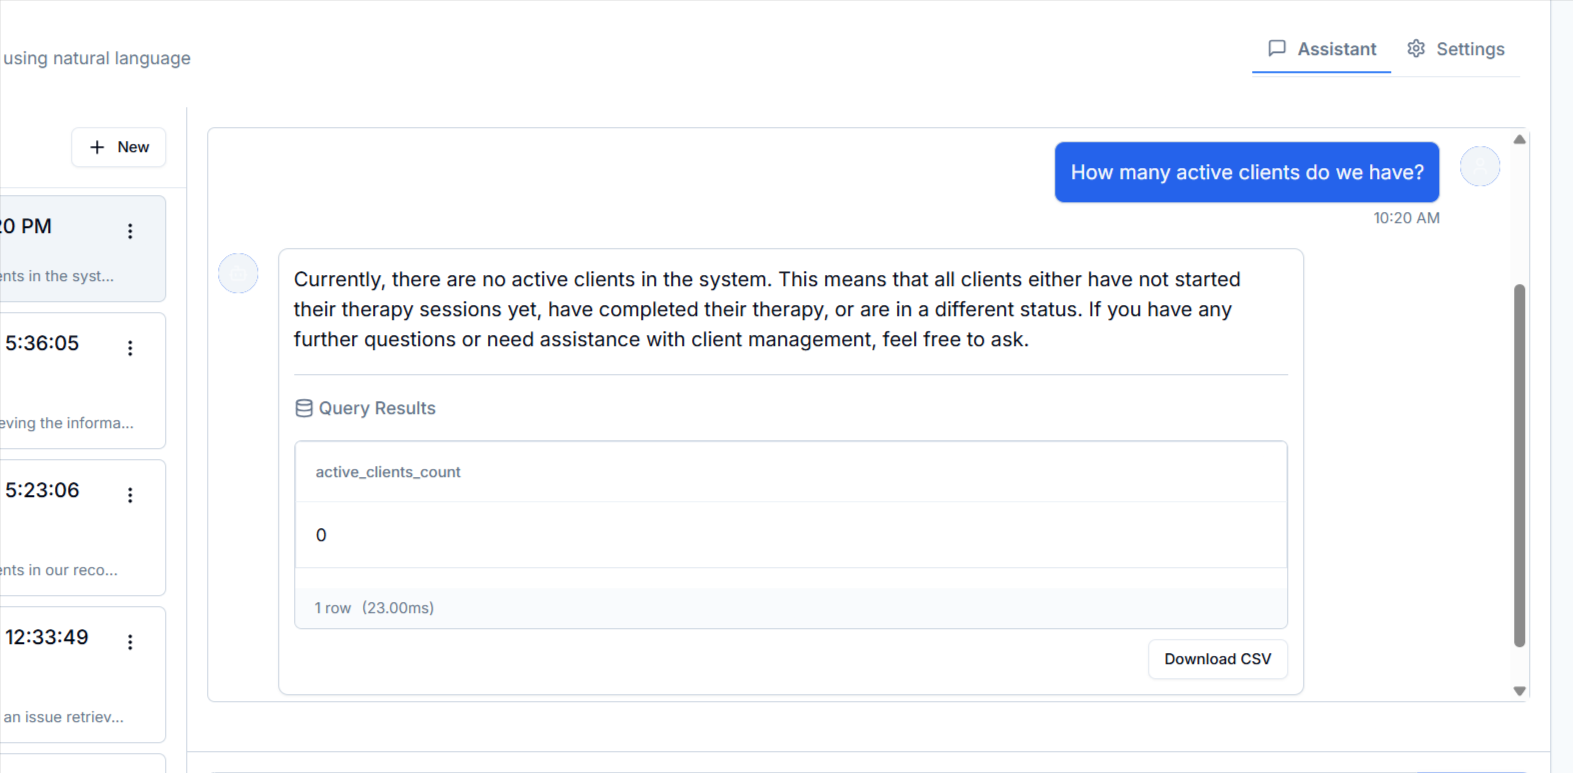 using natural language
Assistant
Settings
New
20 PM
ents in the syst...
5:36:05
eving the informa...
5:23:06
ents in our reco...
12:33:49
an issue retriev...
How many active clients do we have?
10:20 AM
Currently, there are no active clients in the system. This means that all clients either have not started
their therapy sessions yet, have completed their therapy, or are in a different status. If you have any
further questions or need assistance with client management, feel free to ask.
Query Results
active_clients_count
0
1 row (23.00ms)
Download CSV